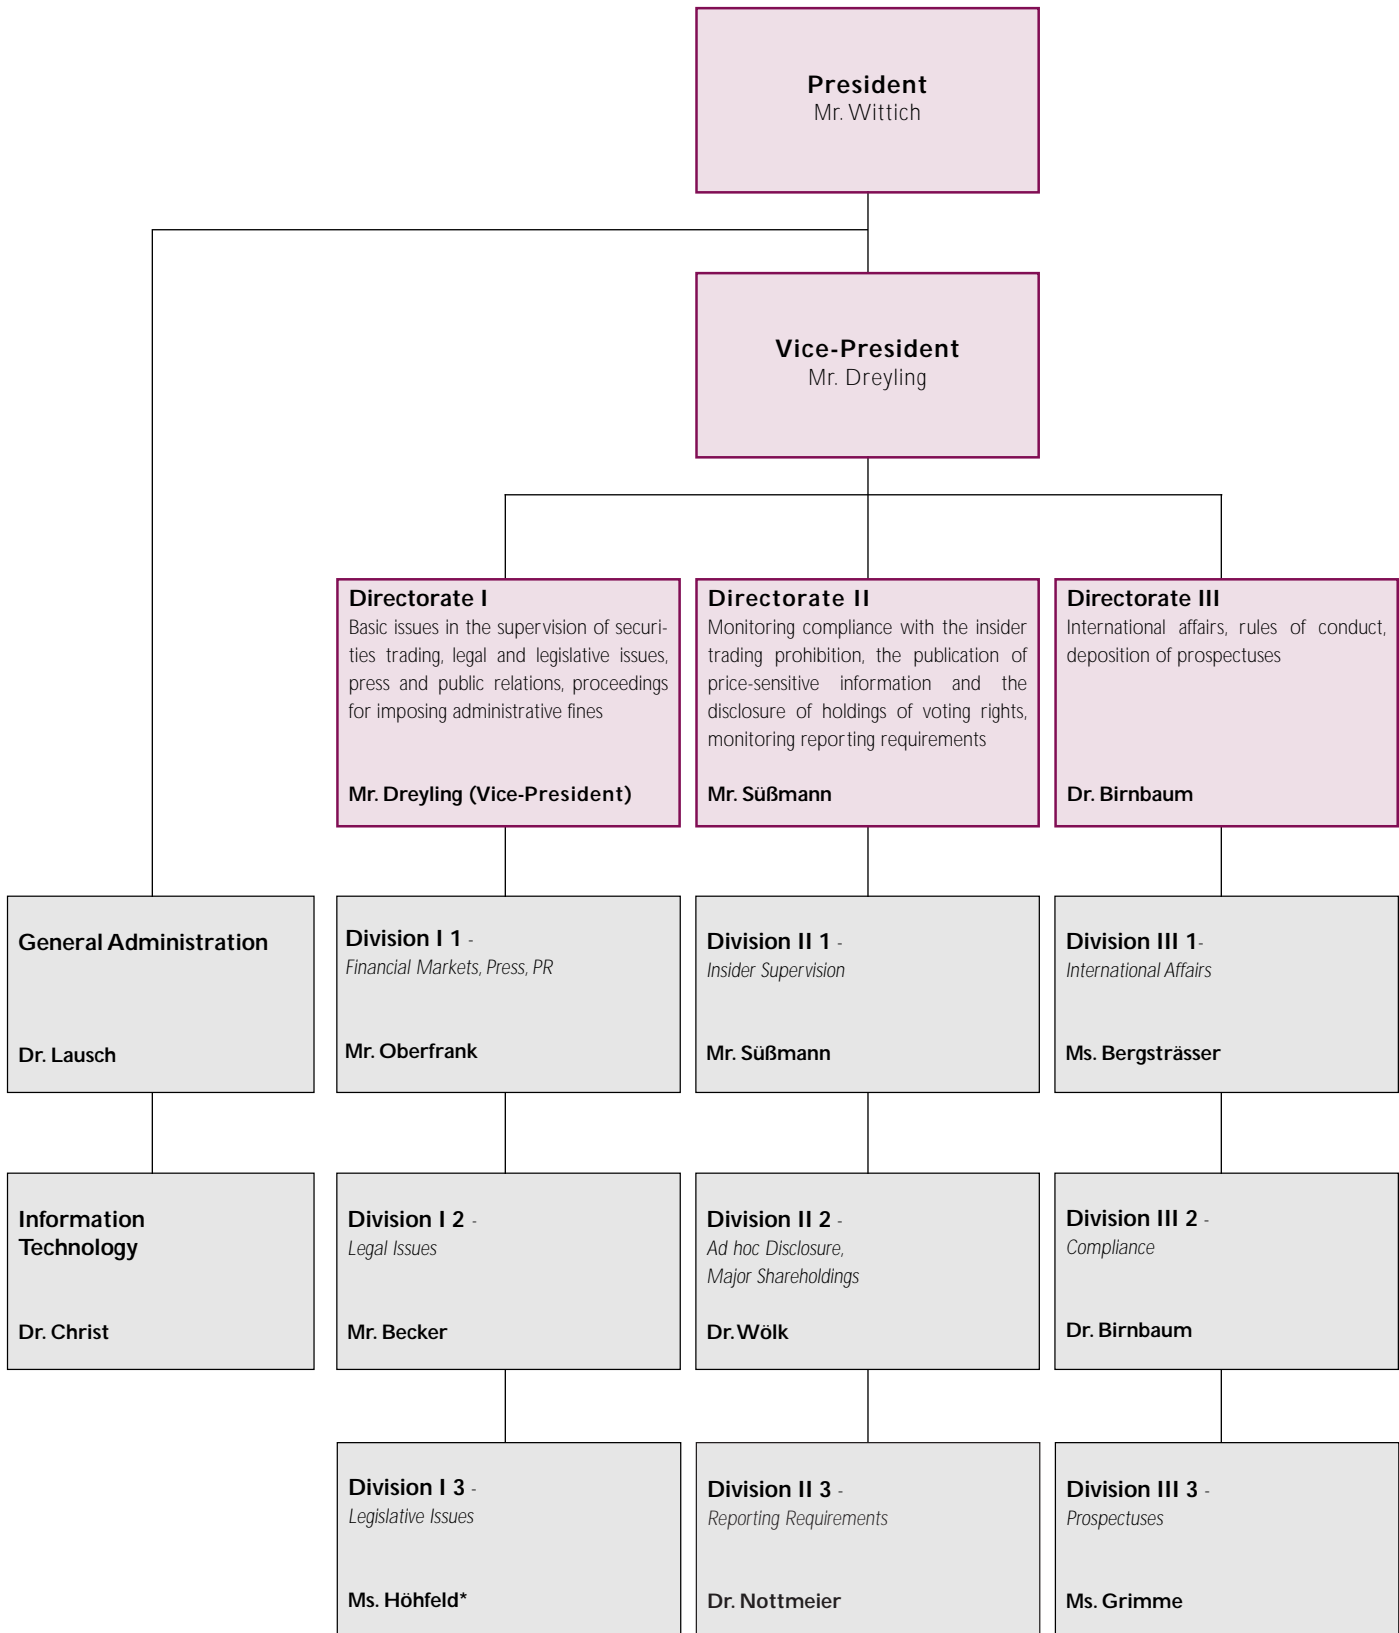 President
Mr. Wittich
Vice-President
Mr. Dreyling
Directorate I
Basic issues in the supervision of securi-
ties trading, legal and legislative issues,
press and public relations, proceedings
for imposing administrative fines
Mr. Dreyling (Vice-President)
Directorate II
Monitoring compliance with the insider
trading prohibition, the publication of
price-sensitive information and the
disclosure of holdings of voting rights,
monitoring reporting requirements
Mr. Süßmann
Directorate III
International affairs, rules of conduct,
deposition of prospectuses
Dr. Birnbaum
General Administration
Dr. Lausch
Division I 1 -
Financial Markets, Press, PR
Mr. Oberfrank
Division II 1 -
Insider Supervision
Mr. Süßmann
Division III 1-
International Affairs
Ms. Bergsträsser
Information
Technology
Dr. Christ
Division I 2 -
Legal Issues
Mr. Becker
Division II 2 -
Ad hoc Disclosure,
Major Shareholdings
Dr. Wölk
Division III 2 -
Compliance
Dr. Birnbaum
Division I 3 -
Legislative Issues
Ms. Höhfeld*
Division II 3 -
Reporting Requirements
Dr. Nottmeier
Division III 3 -
Prospectuses
Ms. Grimme